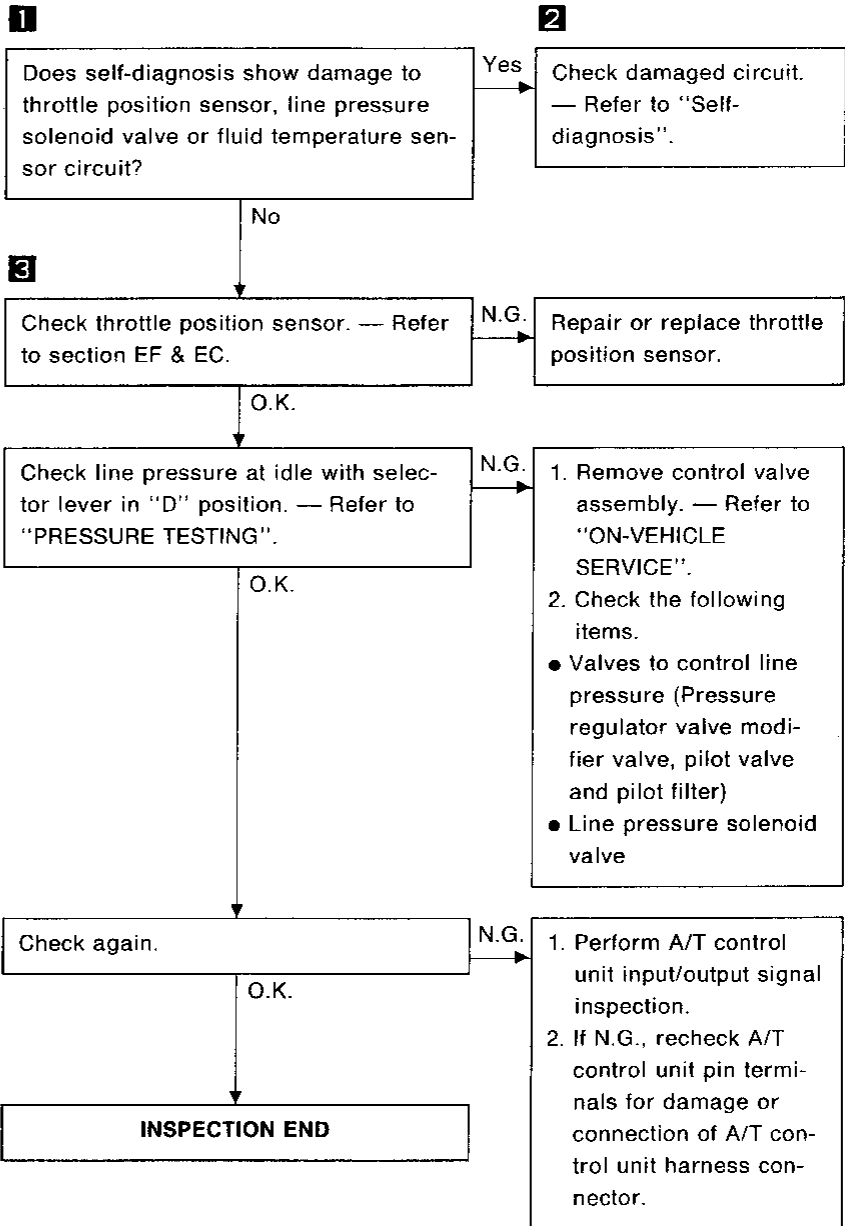 1
Does self-diagnosis show damage to
throttle position sensor, line pressure
solenoid valve or fluid temperature sen-
sor circuit?
Yes
2
Check damaged circuit.
— Refer to "Self-
diagnosis".
No
3
Check throttle position sensor. — Refer
to section EF & EC.
N.G.
Repair or replace throttle
position sensor.
O.K.
Check line pressure at idle with selec-
tor lever in "D" position. — Refer to
"PRESSURE TESTING".
N.G.
1. Remove control valve
assembly. — Refer to
"ON-VEHICLE
SERVICE".
2. Check the following
items.
● Valves to control line
pressure (Pressure
regulator valve modi-
fier valve, pilot valve
and pilot filter)
● Line pressure solenoid
valve
O.K.
Check again.
N.G.
1. Perform A/T control
unit input/output signal
inspection.
2. If N.G., recheck A/T
control unit pin termi-
nals for damage or
connection of A/T con-
trol unit harness con-
nector.
O.K.
INSPECTION END